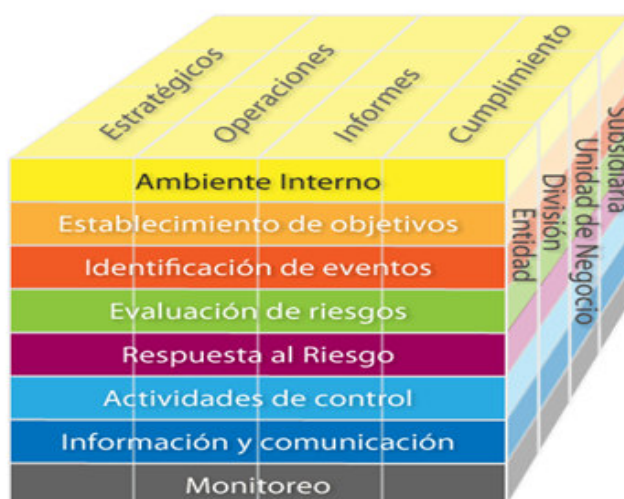 Estratégicos
Operaciones
Informes
Cumplimiento
Ambiente Interno
Establecimiento de objetivos
Identificación de eventos
Evaluación de riesgos
Respuesta al Riesgo
Actividades de control
Información y comunicación
Monitoreo
Entidad
División
Unidad de Negocio
Subsidiaria